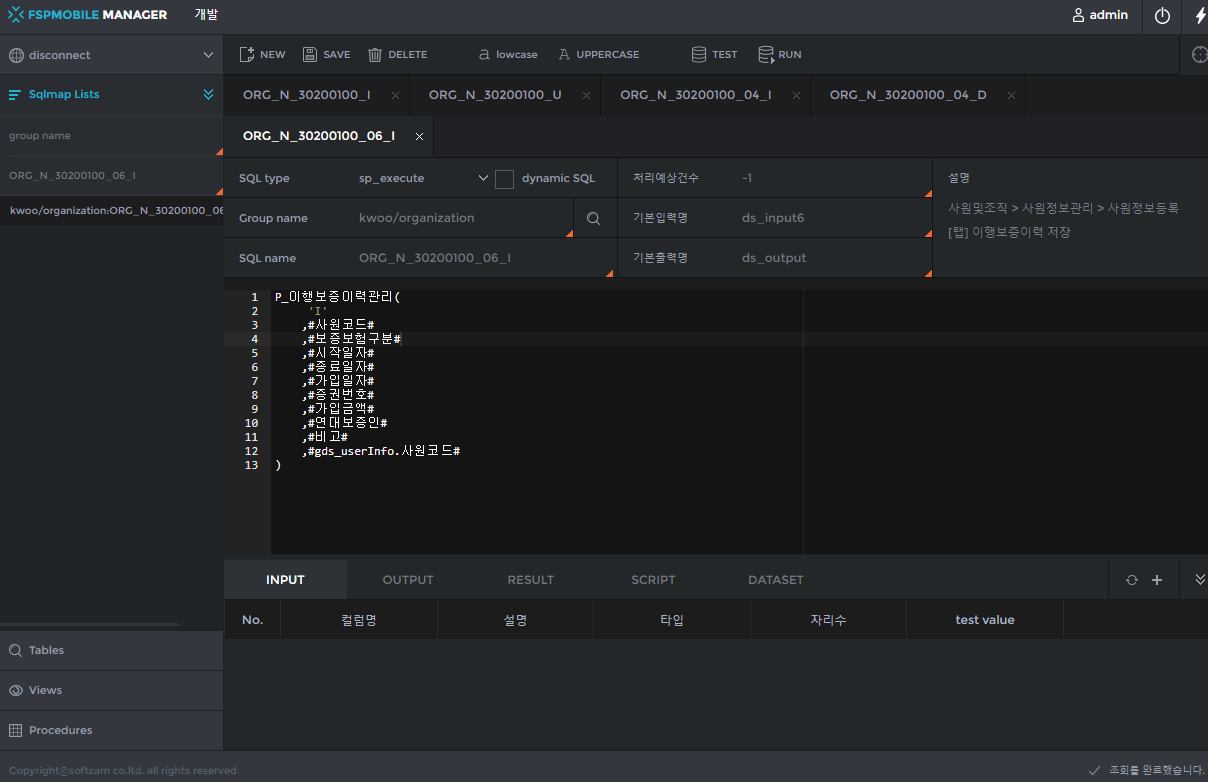 FSPMOBILE MANAGER 개발 admin
disconnect NEW SAVE DELETE a lowcase A UPPERCASE TEST RUN
Sqlmap Lists ORG_N_30200100_I ORG_N_30200100_U ORG_N_30200100_04_I ORG_N_30200100_04_D
group name ORG_N_30200100_06_I
ORG_N_30200100_06_I
kwoo/organization:ORG_N_30200100_06
SQL type sp_execute dynamic SQL 처리예상건수 -1 설명
Group name kwoo/organization 기본입력명 ds_input6 사원및조직 > 사원정보관리 > 사원정보등록
[탭] 이행보증이력 저장
SQL name ORG_N_30200100_06_I 기본출력명 ds_output
1 P_이행보증이력관리(
2 'I'
3 ,#사원코드#
4 ,#보증보험구분#
5 ,#시작일자#
6 ,#종료일자#
7 ,#가입일자#
8 ,#증권번호#
9 ,#가입금액#
10 ,#연대보증인#
11 ,#비고#
12 ,#gds_userInfo.사원코드#
13 )
INPUT OUTPUT RESULT SCRIPT DATASET
No. 컬럼명 설명 타입 자리수 test value
Tables
Views
Procedures
Copyright©softzam co.ltd. all rights reserved 조회를 완료했습니다.